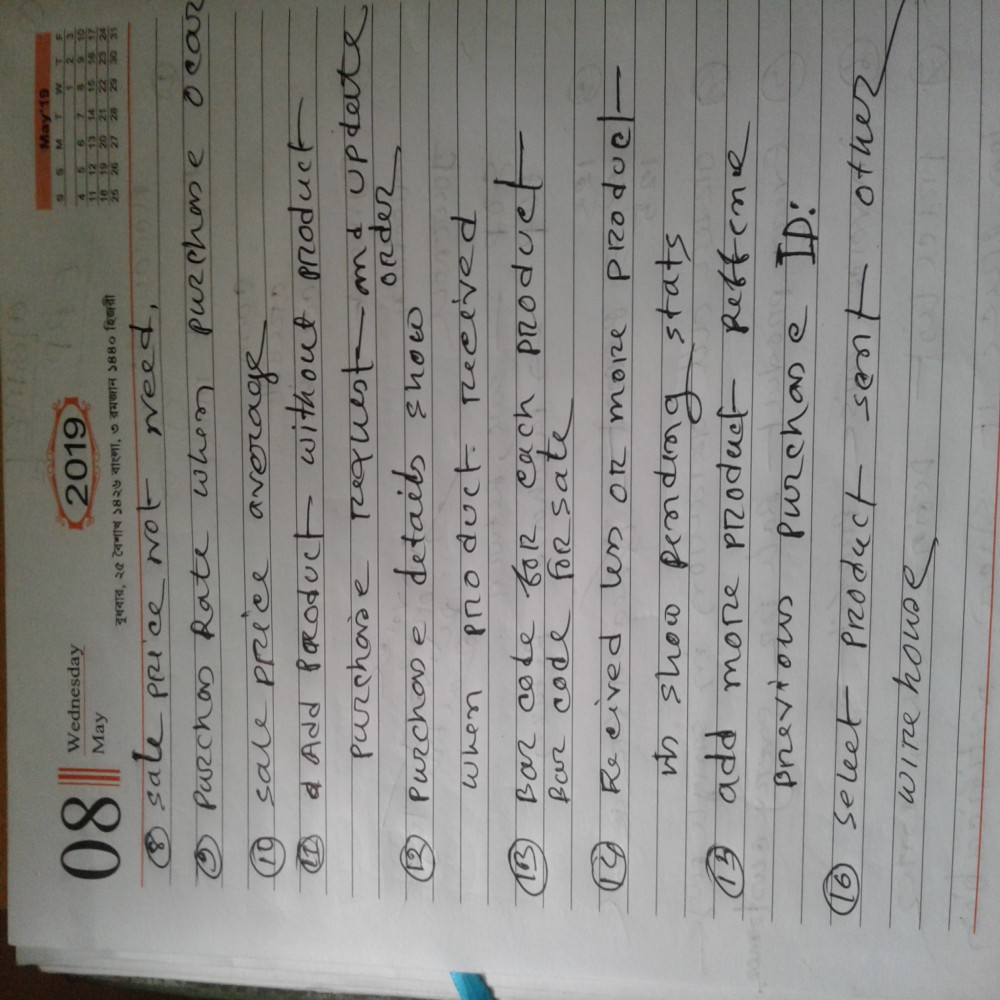 08 Wednesday
May
2019
May'19
S S M T W T F
1 2 3
4 5 6 7 8 9 10
11 12 13 14 15 16 17
18 19 20 21 22 23 24
25 26 27 28 29 30 31
বুধবার, ২৫ বৈশাখ ১৪২৬ বাংলা, ৩ রমজান ১৪৪০ হিজরী
⑧ sale price not need,
⑨ purchas Rate when purchase ocar
⑩ sale price average
⑪ Add Product without product
purchase request and update
order
⑫ purchase details show
when product received
⑬ Bar code for each product
Bar code for sale
⑭ Recived less or more product
show pending stats
⑮ add more product refferne
previous purchase ID:
⑯ select product sent other
wirehouse